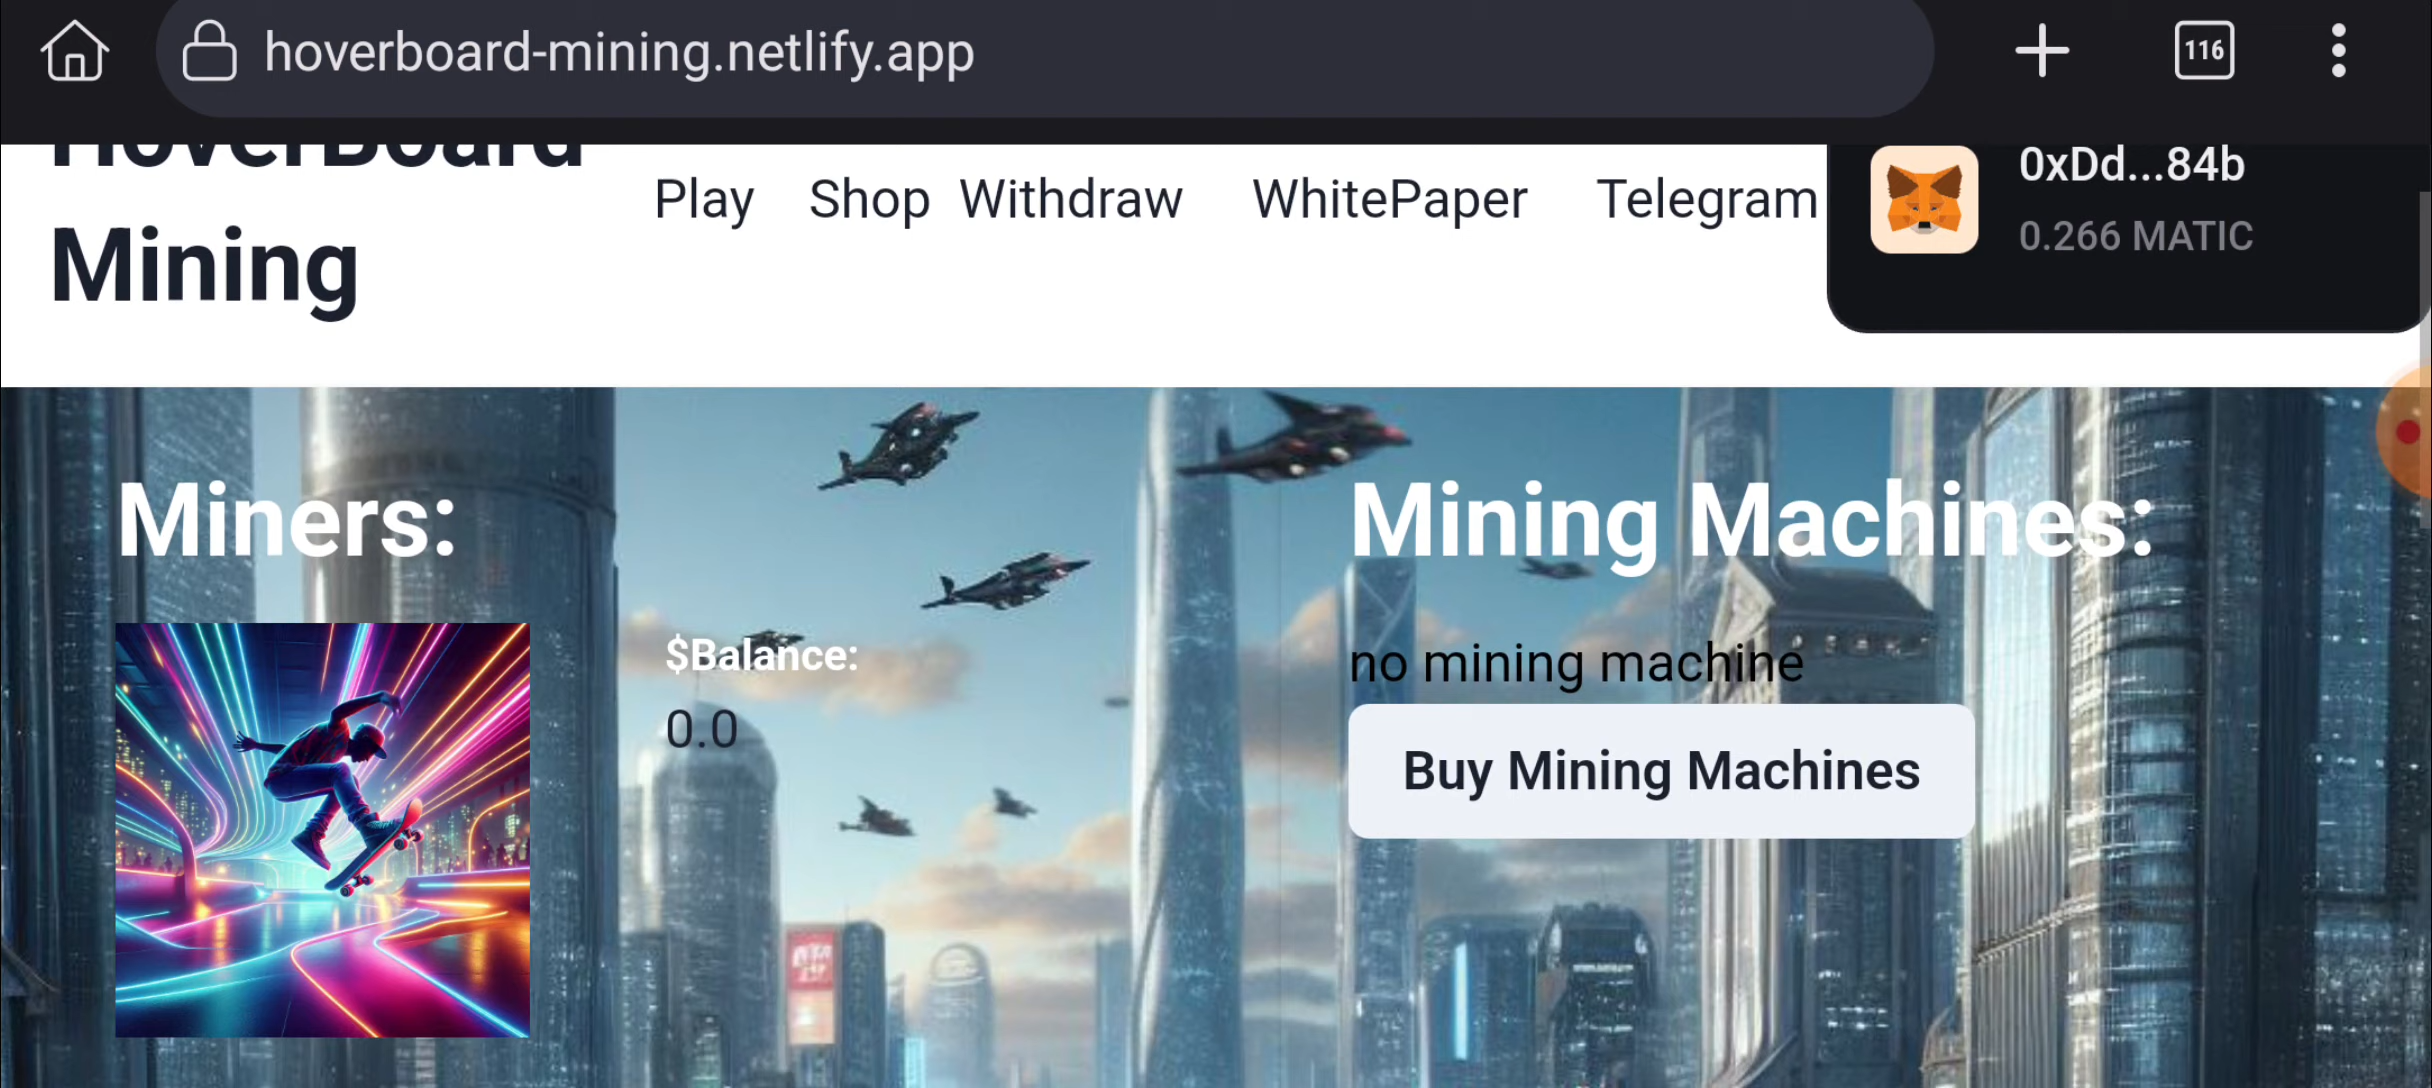 hoverboard-mining.netlify.app
116
HoverBoard
Mining
Play Shop Withdraw WhitePaper Telegram
0xDd...84b
0.266 MATIC
Miners:
Mining Machines:
$Balance:
0.0
no mining machine
Buy Mining Machines